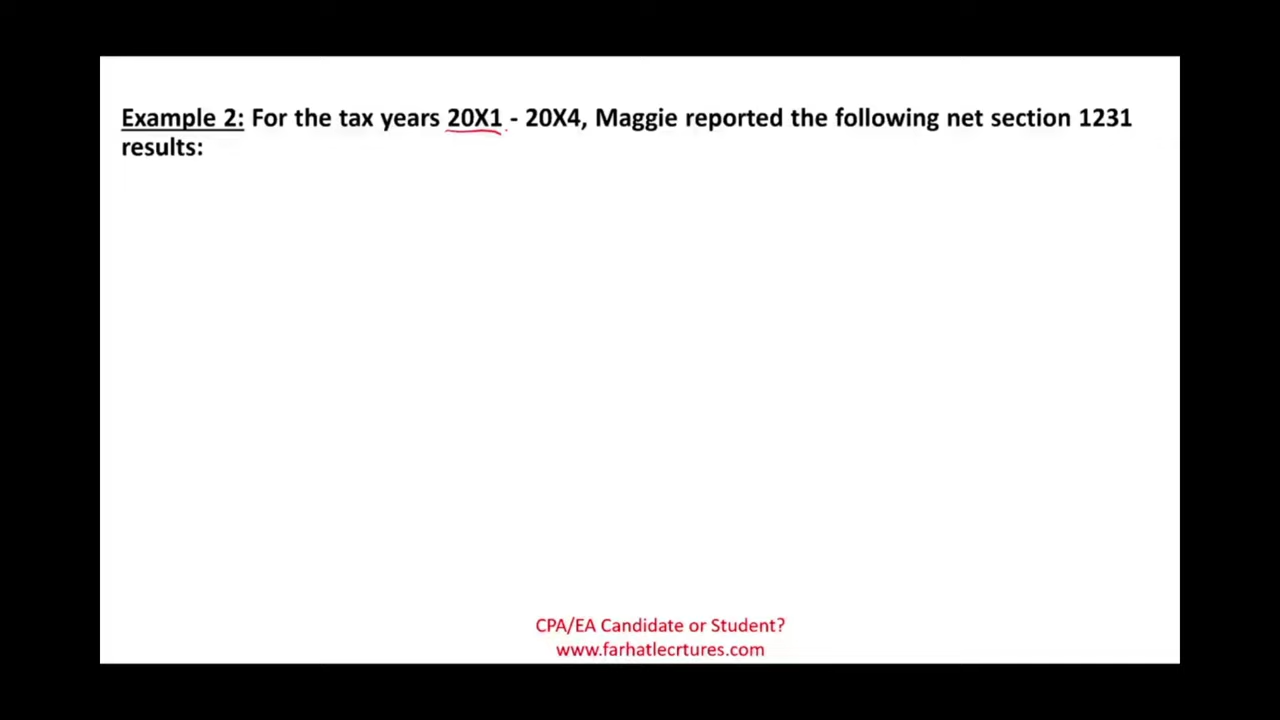 Example 2: For the tax years 20X1 - 20X4, Maggie reported the following net section 1231
results:
CPA/EA Candidate or Student?
www.farhatlecrtures.com